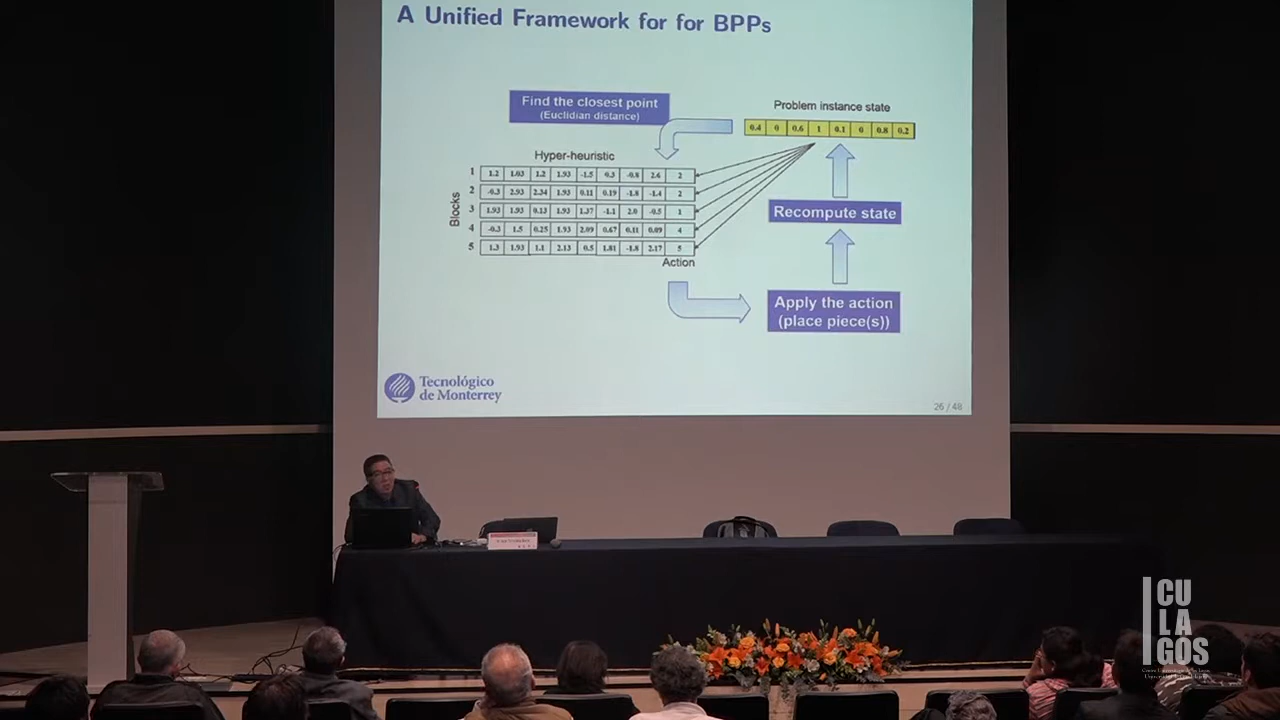 A Unified Framework for for BPPs
Find the closest point
(Euclidian distance)
Problem instance state
0.4 0 0.6 1 0.1 0 0.8 0.2
Hyper-heuristic
Blocks
1 1.2 1.03 1.2 1.93 -1.5 0.3 -0.8 2.6 2
2 -0.3 2.93 2.34 1.93 0.11 0.19 -1.8 -1.4 2
3 1.93 1.93 0.13 1.93 1.37 -1.1 2.0 -0.5 1
4 -0.3 1.5 0.25 1.93 2.09 0.67 0.11 0.09 4
5 1.3 1.93 1.1 2.13 0.5 1.81 -1.8 2.17 5
Action
Recompute state
Apply the action
(place piece(s))
Tecnológico
de Monterrey
26 / 48
CU
LA
GOS